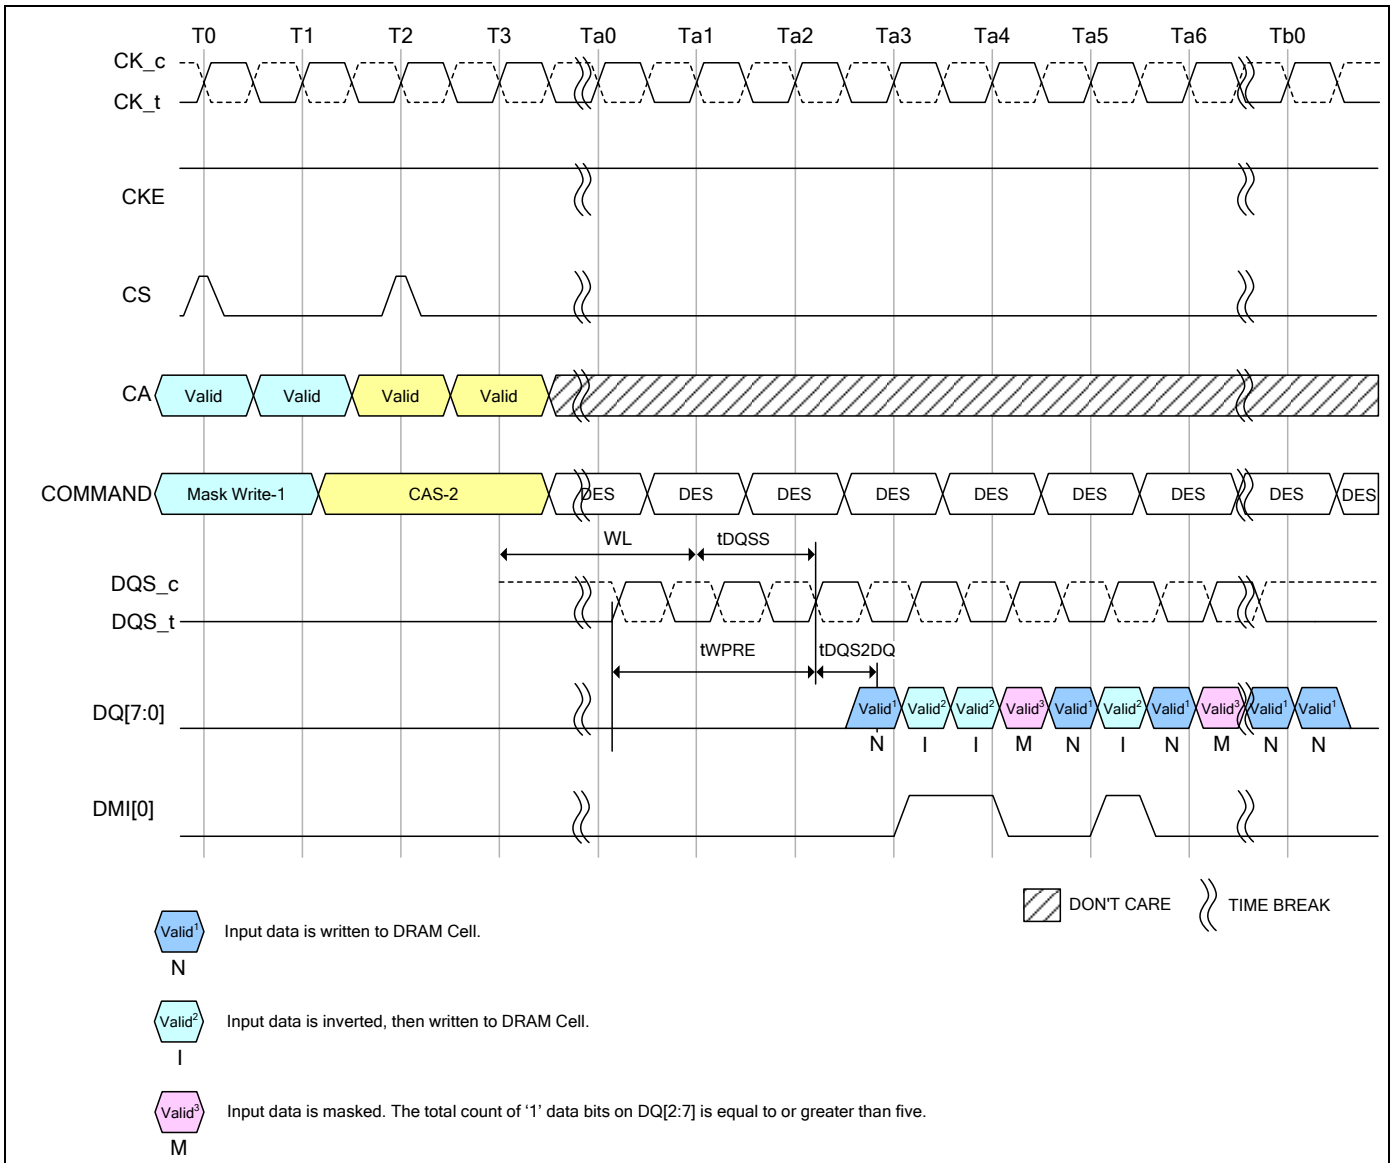 T0 T1 T2 T3 Ta0 Ta1 Ta2 Ta3 Ta4 Ta5 Ta6 Tb0
CK_c
CK_t
CKE
CS
CA Valid Valid Valid Valid
COMMAND Mask Write-1 CAS-2 DES DES DES DES DES DES DES DES DES
WL tDQSS
DQS_c
DQS_t
tWPRE tDQS2DQ
DQ[7:0] Valid¹ Valid² Valid² Valid³ Valid¹ Valid² Valid¹ Valid³ Valid¹ Valid¹
N I I M N I N M N N
DMI[0]
DON'T CARE TIME BREAK
Valid¹ Input data is written to DRAM Cell.
N
Valid² Input data is inverted, then written to DRAM Cell.
I
Valid³ Input data is masked. The total count of ‘1’ data bits on DQ[2:7] is equal to or greater than five.
M